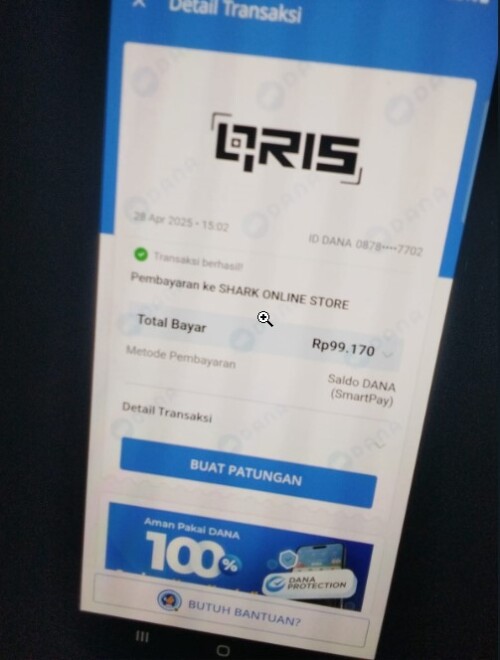 Detail Transaksi
QRIS
28 Apr 2025 • 15:02
ID DANA 0878••••7702
Transaksi berhasil!
Pembayaran ke SHARK ONLINE STORE
Total Bayar
Rp99.170
Metode Pembayaran
Saldo DANA
(SmartPay)
Detail Transaksi
BUAT PATUNGAN
Aman Pakai DANA
100%
DANA
PROTECTION
BUTUH BANTUAN?